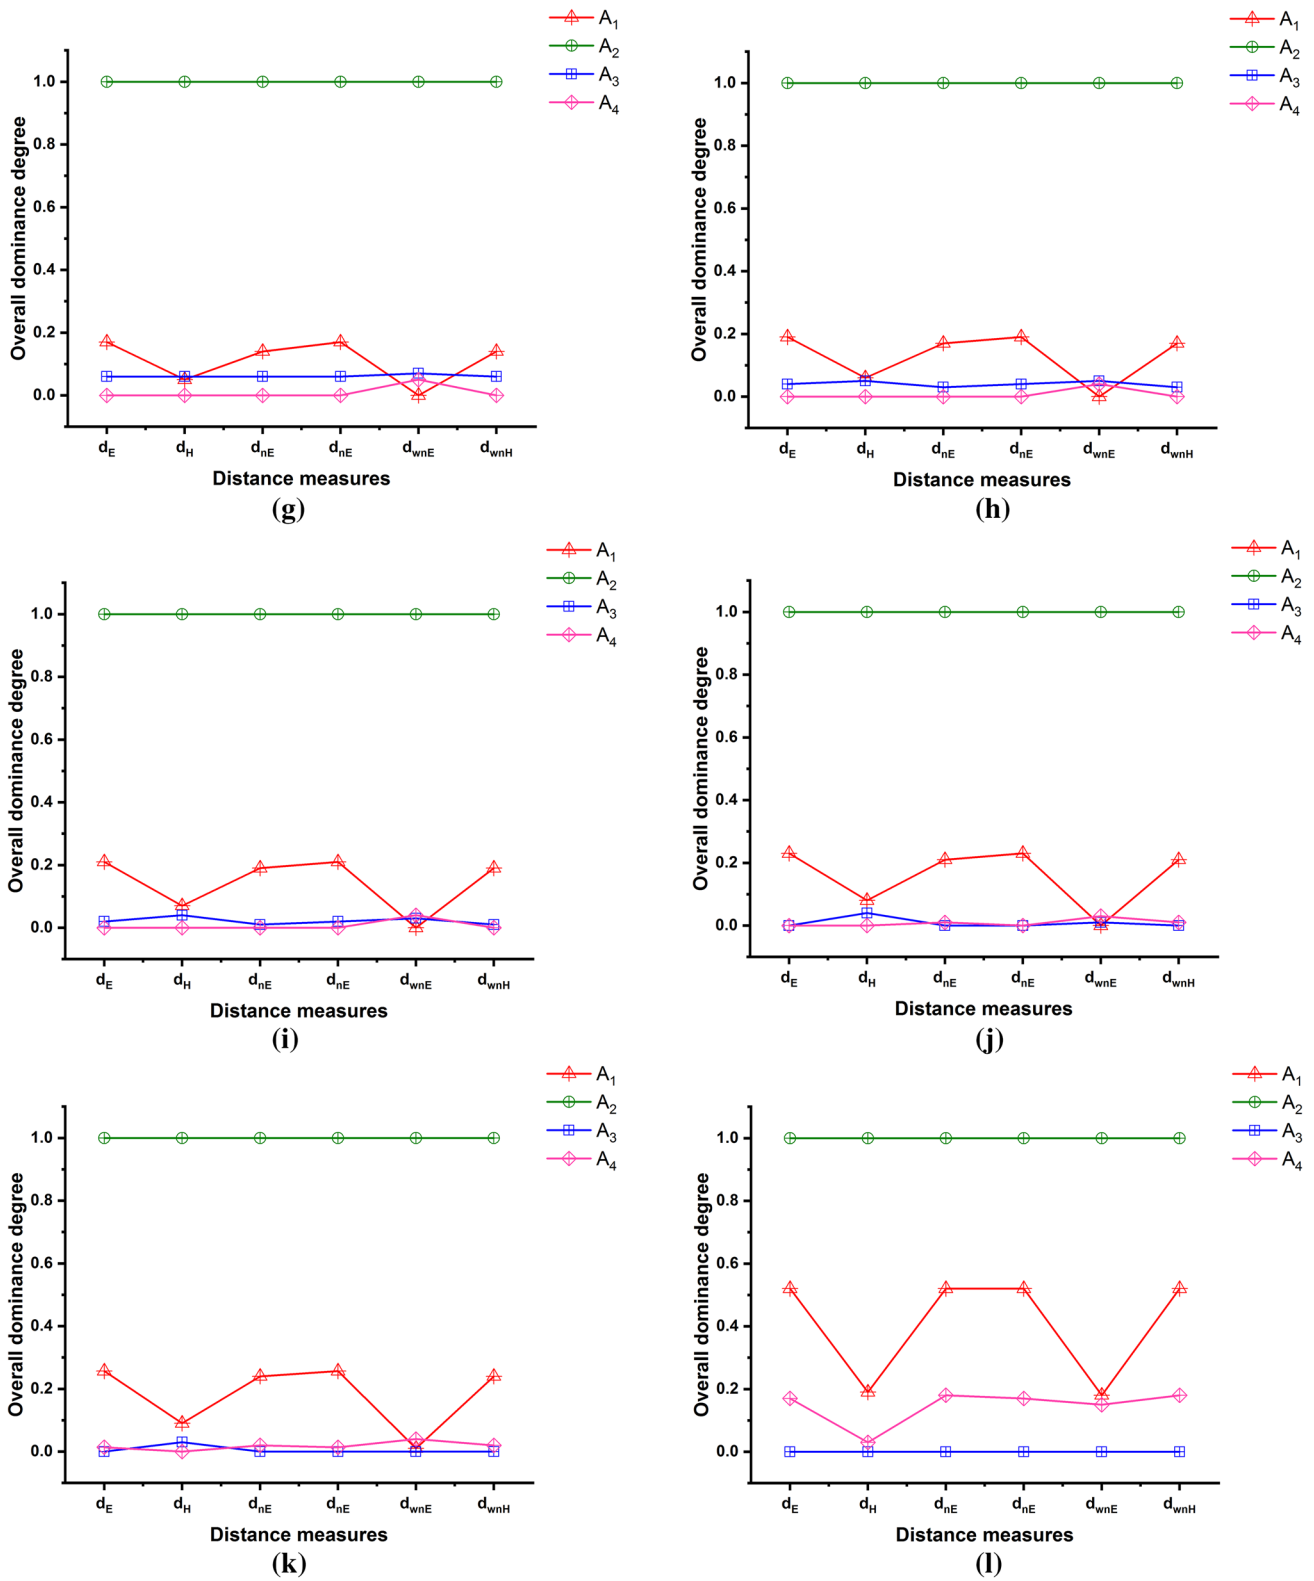 A1
A2
A3
A4
Overall dominance degree
1.0
0.8
0.6
0.4
0.2
0.0
dE dH dnE dnE dwnE dwnH
Distance measures
(g)
A1
A2
A3
A4
Overall dominance degree
1.0
0.8
0.6
0.4
0.2
0.0
dE dH dnE dnE dwnE dwnH
Distance measures
(h)
A1
A2
A3
A4
Overall dominance degree
1.0
0.8
0.6
0.4
0.2
0.0
dE dH dnE dnE dwnE dwnH
Distance measures
(i)
A1
A2
A3
A4
Overall dominance degree
1.0
0.8
0.6
0.4
0.2
0.0
dE dH dnE dnE dwnE dwnH
Distance measures
(j)
A1
A2
A3
A4
Overall dominance degree
1.0
0.8
0.6
0.4
0.2
0.0
dE dH dnE dnE dwnE dwnH
Distance measures
(k)
A1
A2
A3
A4
Overall dominance degree
1.0
0.8
0.6
0.4
0.2
0.0
dE dH dnE dnE dwnE dwnH
Distance measures
(l)